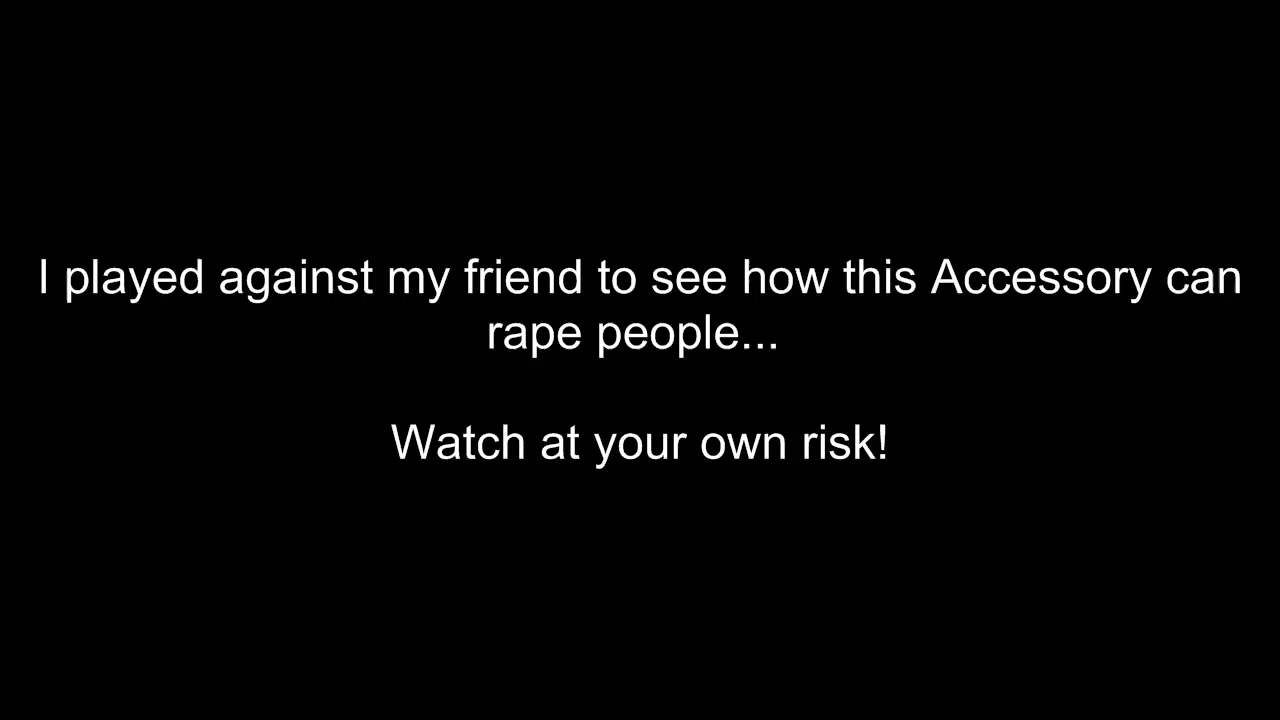 I played against my friend to see how this Accessory can
rape people...
Watch at your own risk!